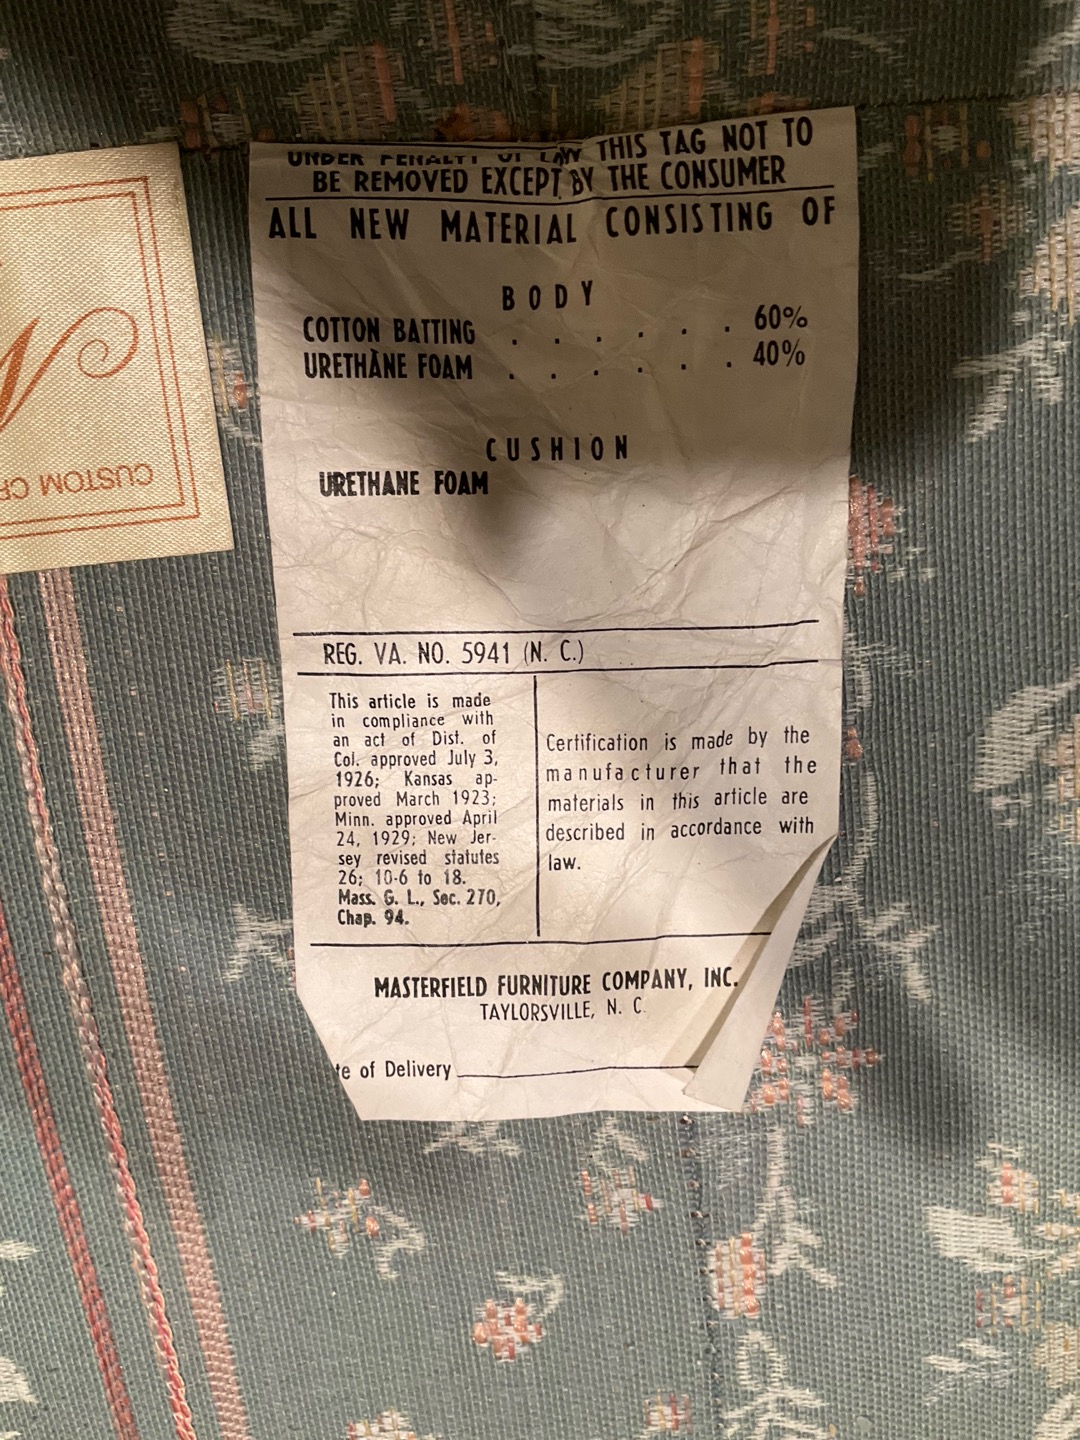 UNDER PENALTY OF LAW THIS TAG NOT TO
BE REMOVED EXCEPT BY THE CONSUMER
ALL NEW MATERIAL CONSISTING OF
BODY
COTTON BATTING . . . . . . 60%
URETHANE FOAM . . . . . . 40%
CUSHION
URETHANE FOAM
REG. VA. NO. 5941 (N. C.)
This article is made
in compliance with
an act of Dist. of
Col. approved July 3,
1926; Kansas ap-
proved March 1923;
Minn. approved April
24, 1929; New Jer-
sey revised statutes
26; 10-6 to 18.
Mass. G. L., Sec. 270,
Chap. 94.
Certification is made by the
manufacturer that the
materials in this article are
described in accordance with
law.
MASTERFIELD FURNITURE COMPANY, INC.
TAYLORSVILLE, N. C.
te of Delivery
CUSTOM